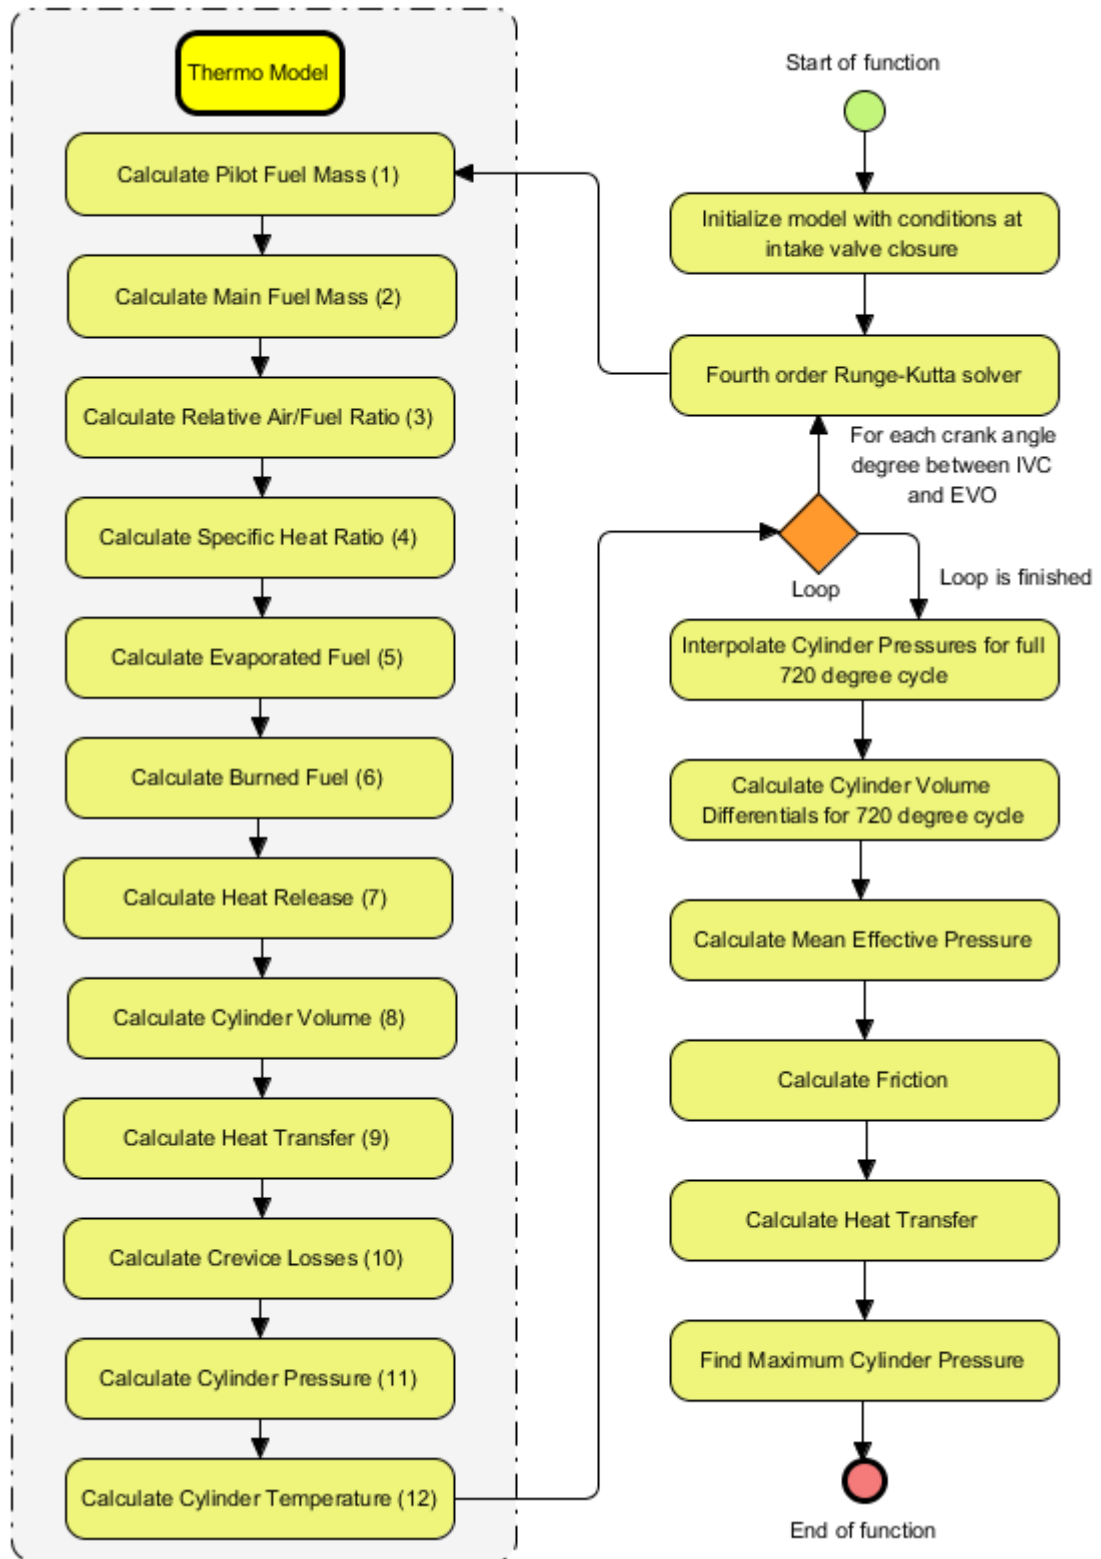 Thermo Model
Calculate Pilot Fuel Mass (1)
Calculate Main Fuel Mass (2)
Calculate Relative Air/Fuel Ratio (3)
Calculate Specific Heat Ratio (4)
Calculate Evaporated Fuel (5)
Calculate Burned Fuel (6)
Calculate Heat Release (7)
Calculate Cylinder Volume (8)
Calculate Heat Transfer (9)
Calculate Crevice Losses (10)
Calculate Cylinder Pressure (11)
Calculate Cylinder Temperature (12)
Start of function
Initialize model with conditions at
intake valve closure
Fourth order Runge-Kutta solver
For each crank angle
degree between IVC
and EVO
Loop
Loop is finished
Interpolate Cylinder Pressures for full
720 degree cycle
Calculate Cylinder Volume
Differentials for 720 degree cycle
Calculate Mean Effective Pressure
Calculate Friction
Calculate Heat Transfer
Find Maximum Cylinder Pressure
End of function